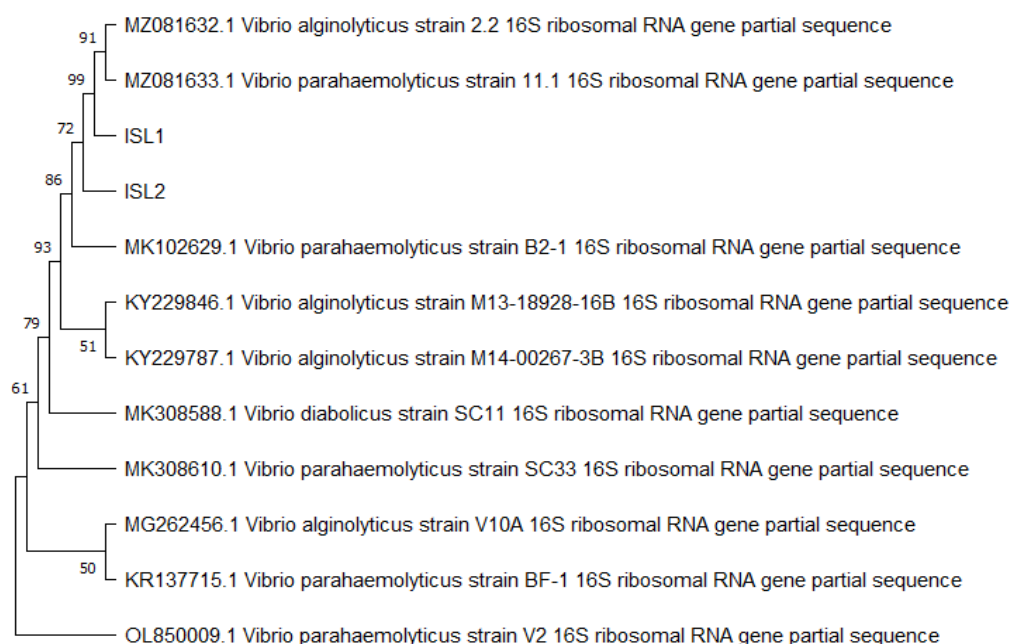 91
MZ081632.1 Vibrio alginolyticus strain 2.2 16S ribosomal RNA gene partial sequence
99
MZ081633.1 Vibrio parahaemolyticus strain 11.1 16S ribosomal RNA gene partial sequence
72
ISL1
86
ISL2
93
MK102629.1 Vibrio parahaemolyticus strain B2-1 16S ribosomal RNA gene partial sequence
KY229846.1 Vibrio alginolyticus strain M13-18928-16B 16S ribosomal RNA gene partial sequence
79
51
KY229787.1 Vibrio alginolyticus strain M14-00267-3B 16S ribosomal RNA gene partial sequence
61
MK308588.1 Vibrio diabolicus strain SC11 16S ribosomal RNA gene partial sequence
MK308610.1 Vibrio parahaemolyticus strain SC33 16S ribosomal RNA gene partial sequence
MG262456.1 Vibrio alginolyticus strain V10A 16S ribosomal RNA gene partial sequence
50
KR137715.1 Vibrio parahaemolyticus strain BF-1 16S ribosomal RNA gene partial sequence
OL850009.1 Vibrio parahaemolyticus strain V2 16S ribosomal RNA gene partial sequence